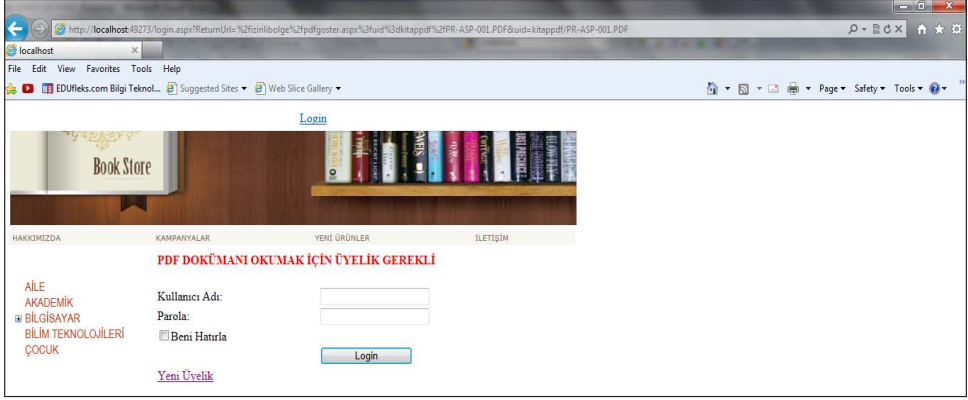 http://localhost:49273/login.aspx?ReturnUrl=%2fizinlibolge%2fpdfgoster.aspx%3fuid%3dkitappdf%2fPR-ASP-001.PDF&uid=kitappdf/PR-ASP-001.PDF
localhost
File Edit View Favorites Tools Help
EDUfleks.com Bilgi Teknol... Suggested Sites Web Slice Gallery Page Safety Tools
Login
Book Store
HAKKIMIZDA KAMPANYALAR YENİ ÜRÜNLER İLETİŞİM
PDF DOKÜMANI OKUMAK İÇİN ÜYELİK GEREKLİ
AİLE
AKADEMİK
BİLGİSAYAR
BİLİM TEKNOLOJİLERİ
ÇOCUK
Kullanıcı Adı:
Parola:
Beni Hatırla
Login
Yeni Üyelik